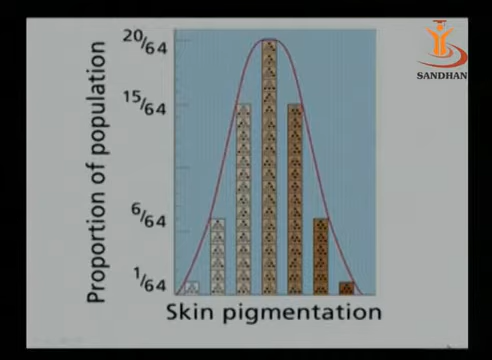 SANDHAN
Proportion of population
20/64
15/64
6/64
1/64
Skin pigmentation